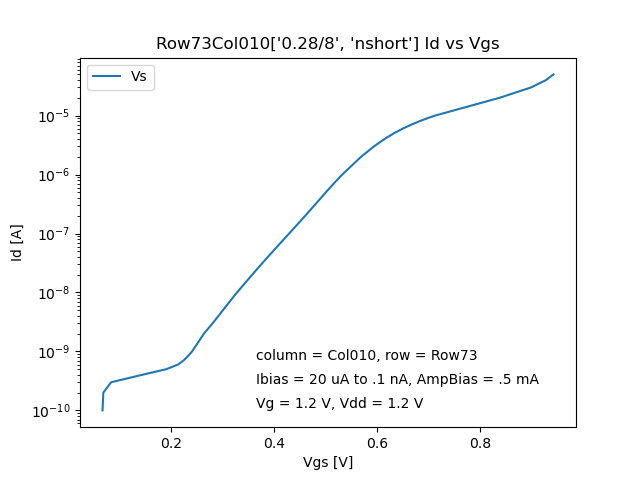 Row73Col010['0.28/8', 'nshort'] Id vs Vgs
Vs
10⁻⁵
10⁻⁶
10⁻⁷
10⁻⁸
10⁻⁹
10⁻¹⁰
Id [A]
column = Col010, row = Row73
Ibias = 20 uA to .1 nA, AmpBias = .5 mA
Vg = 1.2 V, Vdd = 1.2 V
0.2 0.4 0.6 0.8
Vgs [V]